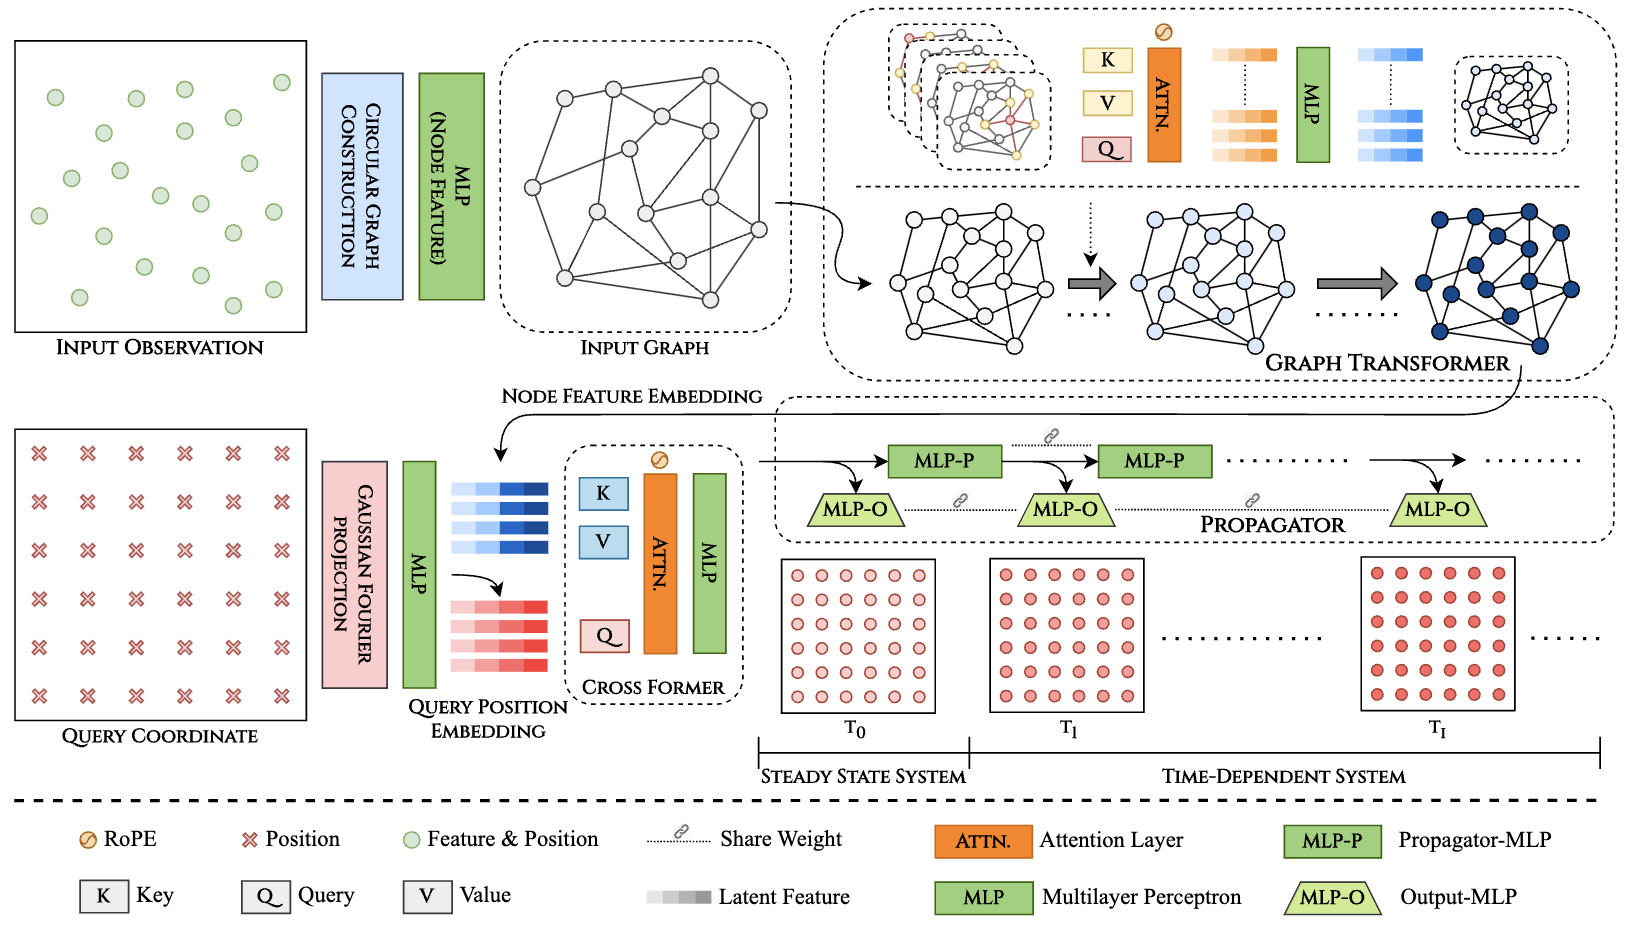 CIRCULAR GRAPH
CONSTRUCTION
MLP
(NODE FEATURE)
INPUT OBSERVATION
INPUT GRAPH
K
V
Q
ATTN.
MLP
GRAPH TRANSFORMER
NODE FEATURE EMBEDDING
GAUSSIAN FOURIER
PROJECTION
MLP
QUERY COORDINATE
QUERY POSITION
EMBEDDING
K
V
Q
ATTN.
MLP
CROSS FORMER
MLP-P
MLP-P
MLP-O
MLP-O
MLP-O
PROPAGATOR
T0
T1
TI
STEADY STATE SYSTEM
TIME-DEPENDENT SYSTEM
RoPE
Position
Feature & Position
Share Weight
ATTN.
Attention Layer
MLP-P
Propagator-MLP
K
Key
Q
Query
V
Value
Latent Feature
MLP
Multilayer Perceptron
MLP-O
Output-MLP